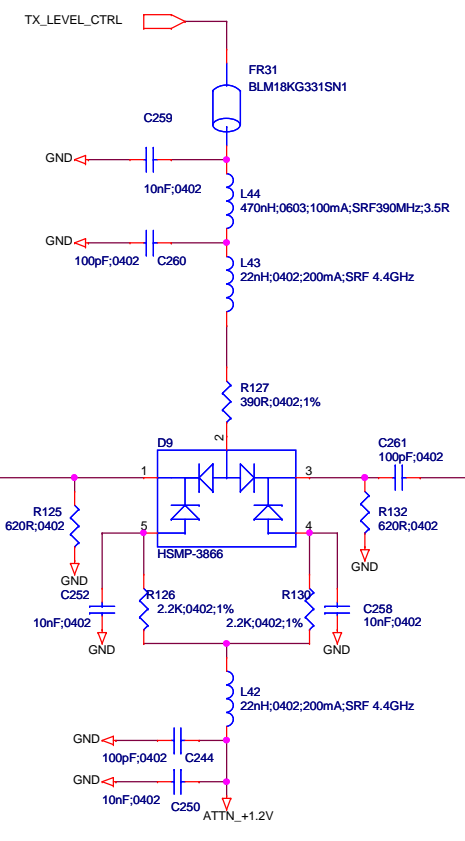 TX_LEVEL_CTRL
FR31
BLM18KG331SN1
C259
GND
10nF;0402
L44
470nH;0603;100mA;SRF390MHz;3.5R
GND
100pF;0402
C260
L43
22nH;0402;200mA;SRF 4.4GHz
R127
390R;0402;1%
D9
2
C261
100pF;0402
1
3
R125
620R;0402
R132
620R;0402
5
4
HSMP-3866
GND
GND
C252
10nF;0402
R126
2.2K;0402;1%
R130
2.2K;0402;1%
C258
10nF;0402
GND
GND
L42
22nH;0402;200mA;SRF 4.4GHz
GND
100pF;0402
C244
GND
10nF;0402
C250
ATTN_+1.2V